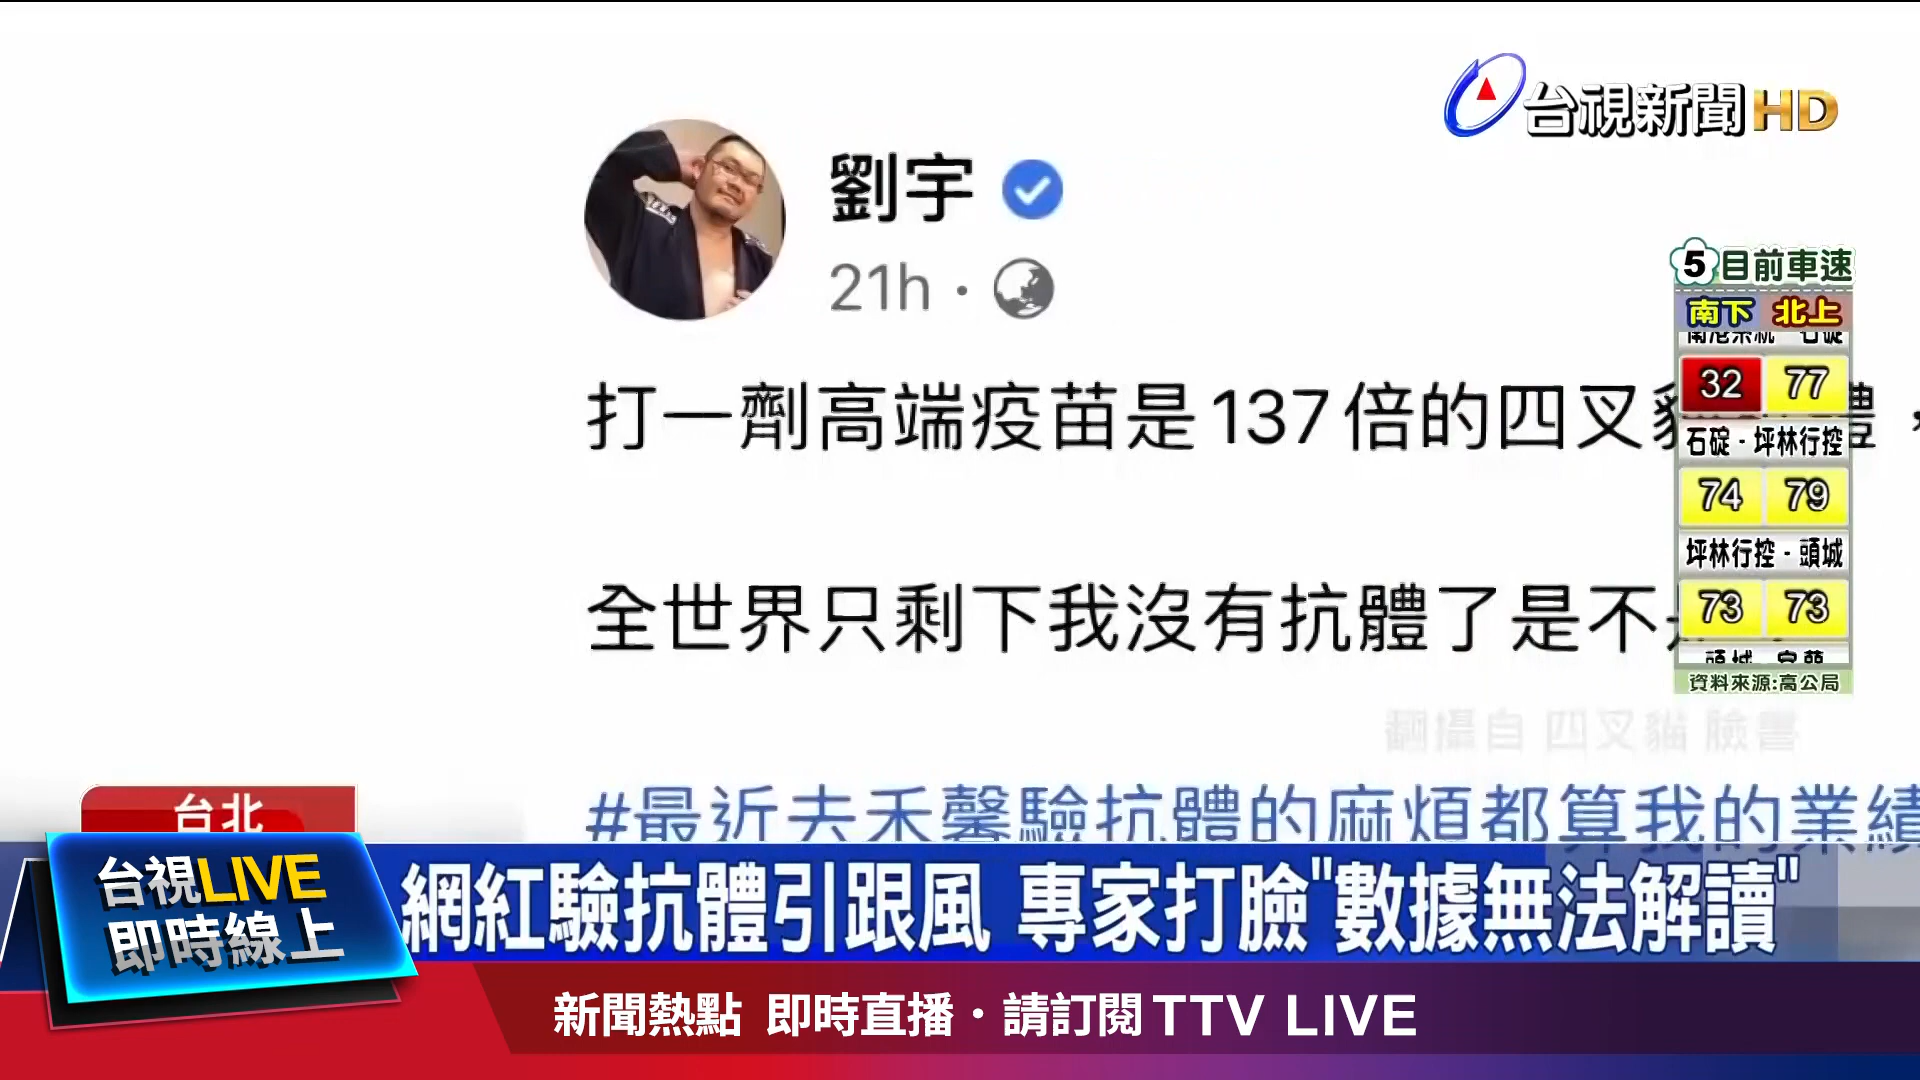 台視新聞HD
劉宇
21h
打一劑高端疫苗是137倍的四叉
體，
全世界只剩下我沒有抗體了是不
翻攝自 四叉貓 臉書
#最近去禾馨驗抗體的麻煩都算我的業績
5目前車速
南下 北上
32 77
石碇-坪林行控
74 79
坪林行控-頭城
73 73
資料來源:高公局
台北
台視LIVE
即時線上
網紅驗抗體引跟風 專家打臉"數據無法解讀"
新聞熱點 即時直播·請訂閱TTV LIVE